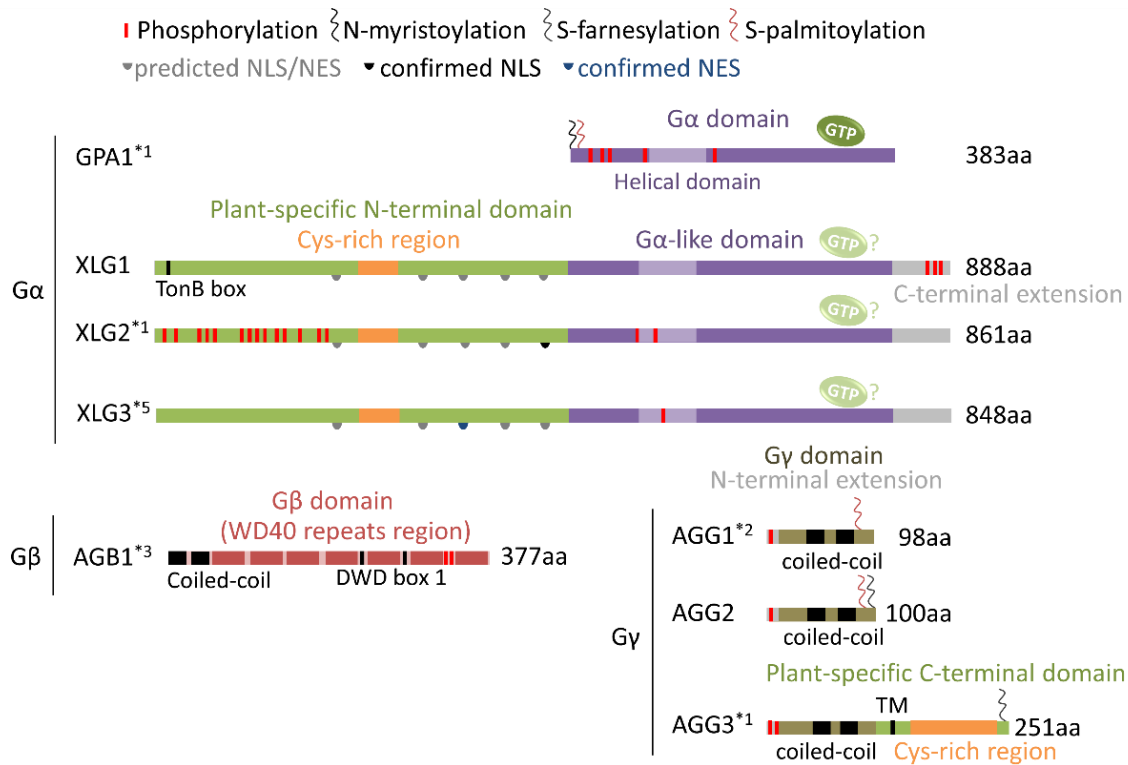 Phosphorylation N-myristoylation S-farnesylation S-palmitoylation
predicted NLS/NES confirmed NLS confirmed NES
Gα domain
GTP
GPA1*1 383aa
Helical domain
Plant-specific N-terminal domain
Cys-rich region Gα-like domain GTP ?
XLG1 888aa
TonB box C-terminal extension
Gα
GTP ?
XLG2*1 861aa
GTP ?
XLG3*5 848aa
Gγ domain
N-terminal extension
Gβ domain
(WD40 repeats region)
Gβ AGB1*3 377aa
Coiled-coil DWD box 1
AGG1*2 98aa
coiled-coil
AGG2 100aa
coiled-coil
Gγ
Plant-specific C-terminal domain
TM
AGG3*1 251aa
coiled-coil Cys-rich region